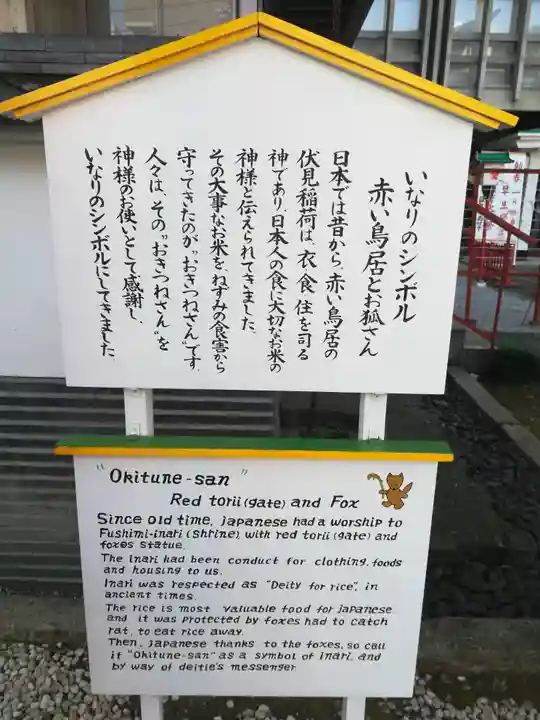 いなりのシンボル
赤い鳥居とお狐さん
日本では昔から、赤い鳥居の
伏見稲荷は、衣、食、住を司る
神であり、日本人の食に大切なお米の
神様と伝えられてきました。
その大事なお米を、ねずみの食害から
守ってきたのが“おきつねさん”です。
人々は、その“おきつねさん”を
神様のお使いとして感謝し、
いなりのシンボルにしてきました。
"Okitune-san"
Red torii (gate) and Fox
Since old time, japanese had a worship to
Fushimi-inari (Shrine) with red torii (gate) and
foxes statue.
The inari had been conduct for clothing, foods
and housing to us.
Inari was respected as "Deity for rice", in
ancient times.
The rice is most valuable food for japanese
and it was protected by foxes had to catch
rat, to eat rice away.
Then, japanese thanks to the foxes, so call
it "Okitune-san" as a symbol of inari, and
by way of deitie's messenger.